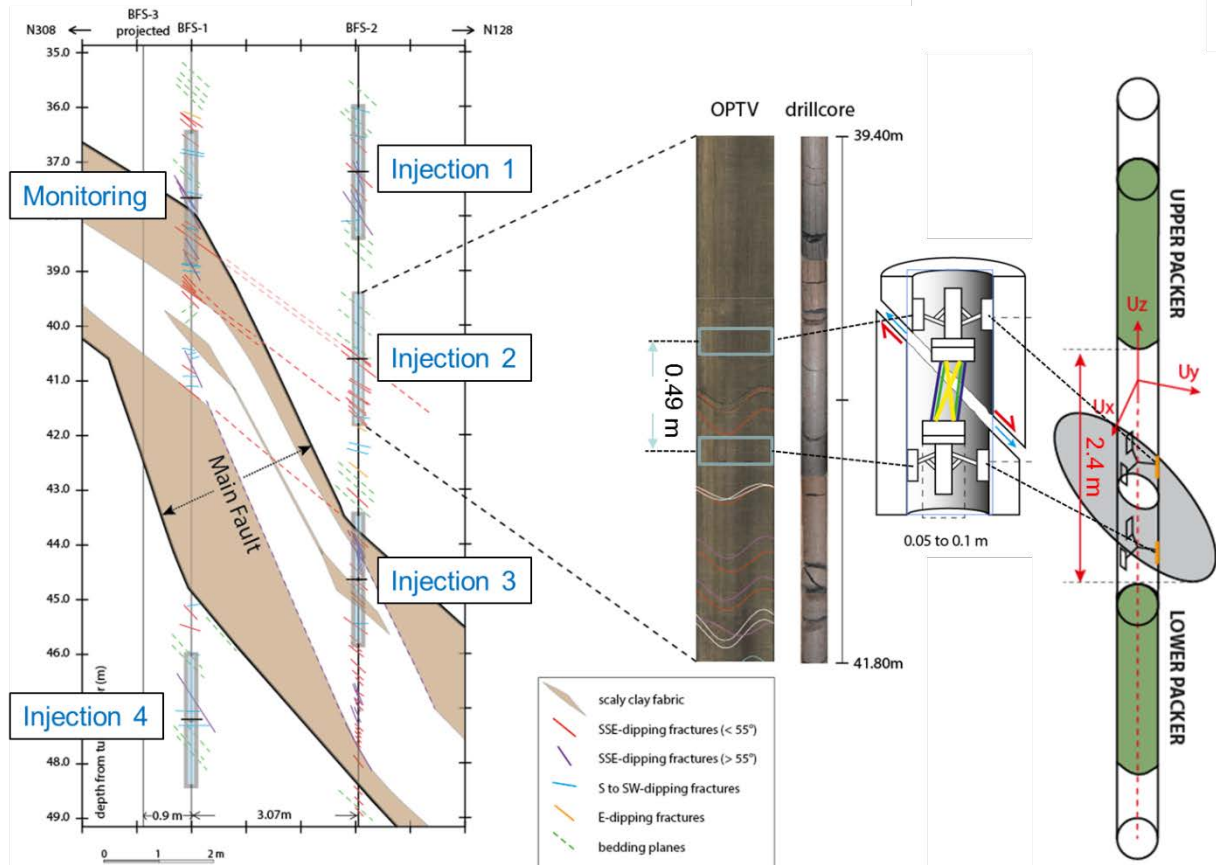 BFS-3
projected
BFS-1
BFS-2
N308
N128
35.0
36.0
37.0
39.0
40.0
41.0
42.0
43.0
44.0
45.0
46.0
48.0
49.0
Monitoring
Injection 1
Injection 2
Injection 3
Injection 4
Main Fault
depth from tu
r (m)
0.9 m
3.07m
0 1 2 m
OPTV
drillcore
39.40m
0.49 m
41.80m
0.05 to 0.1 m
scaly clay fabric
SSE-dipping fractures (< 55°)
SSE-dipping fractures (> 55°)
S to SW-dipping fractures
E-dipping fractures
bedding planes
UPPER PACKER
Uz
Uy
Ux
2.4 m
LOWER PACKER